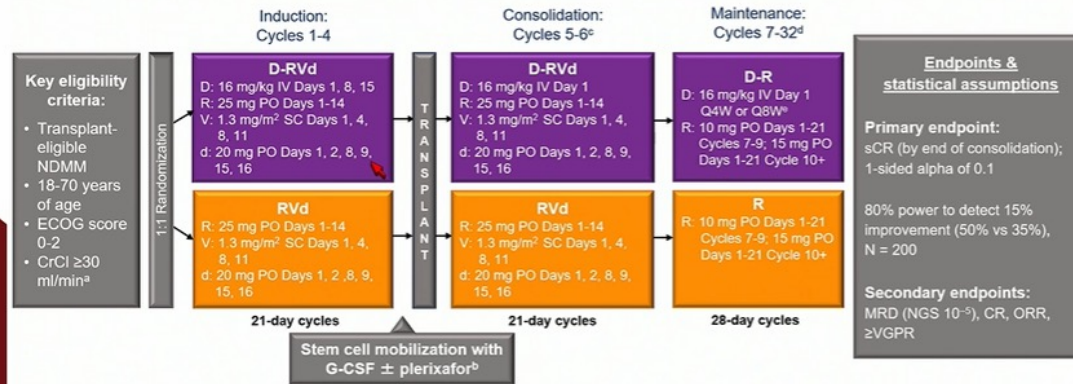 Induction:
Cycles 1-4
Consolidation:
Cycles 5-6ᶜ
Maintenance:
Cycles 7-32ᵈ
Key eligibility
criteria:
• Transplant-
eligible
NDMM
• 18-70 years
of age
• ECOG score
0-2
• CrCl ≥30
ml/minᵃ
1:1 Randomization
D-RVd
D: 16 mg/kg IV Days 1, 8, 15
R: 25 mg PO Days 1-14
V: 1.3 mg/m² SC Days 1, 4,
8, 11
d: 20 mg PO Days 1, 2, 8, 9,
15, 16
RVd
R: 25 mg PO Days 1-14
V: 1.3 mg/m² SC Days 1, 4,
8, 11
d: 20 mg PO Days 1, 2 ,8, 9,
15, 16
21-day cycles
TRANSPLANT
Stem cell mobilization with
G-CSF ± plerixaforᵇ
D-RVd
D: 16 mg/kg IV Day 1
R: 25 mg PO Days 1-14
V: 1.3 mg/m² SC Days 1, 4,
8, 11
d: 20 mg PO Days 1, 2, 8, 9,
15, 16
RVd
R: 25 mg PO Days 1-14
V: 1.3 mg/m² SC Days 1, 4,
8, 11
d: 20 mg PO Days 1, 2, 8, 9,
15, 16
21-day cycles
D-R
D: 16 mg/kg IV Day 1
Q4W or Q8Wᵉ
R: 10 mg PO Days 1-21
Cycles 7-9; 15 mg PO
Days 1-21 Cycle 10+
R
R: 10 mg PO Days 1-21
Cycles 7-9; 15 mg PO
Days 1-21 Cycle 10+
28-day cycles
Endpoints &
statistical assumptions
Primary endpoint:
sCR (by end of consolidation);
1-sided alpha of 0.1
80% power to detect 15%
improvement (50% vs 35%),
N = 200
Secondary endpoints:
MRD (NGS 10⁻⁵), CR, ORR,
≥VGPR